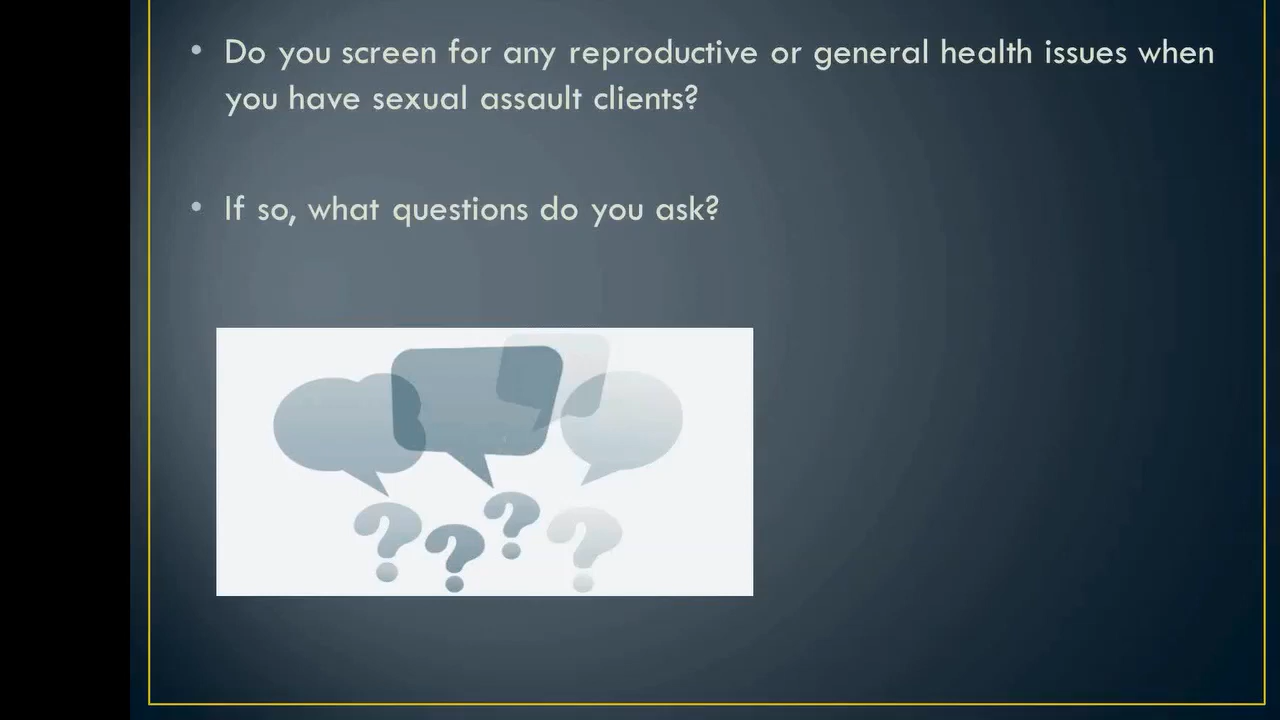 • Do you screen for any reproductive or general health issues when
you have sexual assault clients?
• If so, what questions do you ask?
? ? ? ?